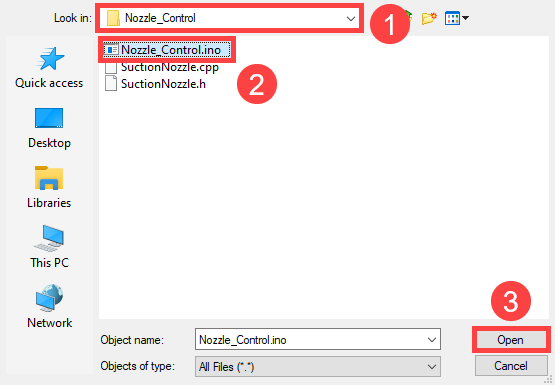 Look in: Nozzle_Control
1
Nozzle_Control.ino
SuctionNozzle.cpp
SuctionNozzle.h
2
Quick access
Desktop
Libraries
This PC
Network
3
Object name: Nozzle_Control.ino Open
Objects of type: All Files (*.*) Cancel